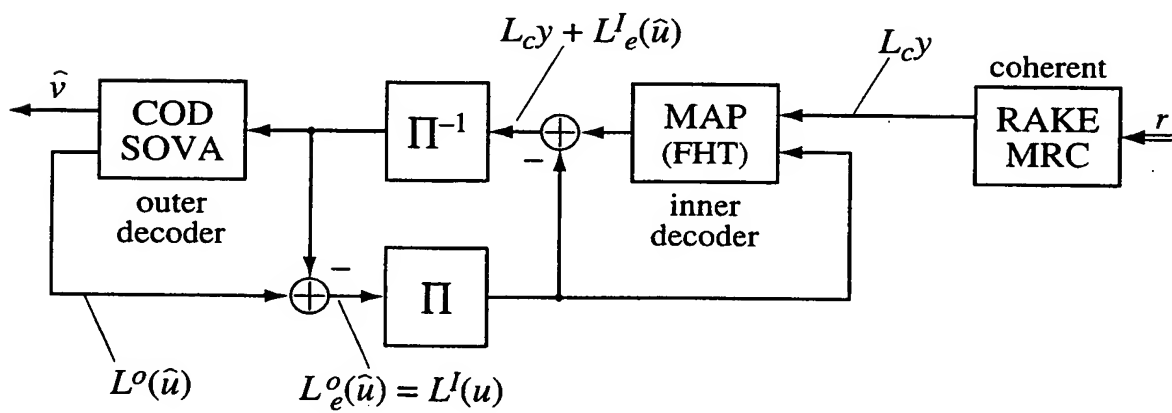 L_c y + L^I_e(û)
L_c y
coherent
v̂
COD
SOVA
Π⁻¹
+
−
MAP
(FHT)
RAKE
MRC
r
outer
decoder
inner
decoder
−
+
Π
L^o(û)
L^o_e(û) = L^I(u)